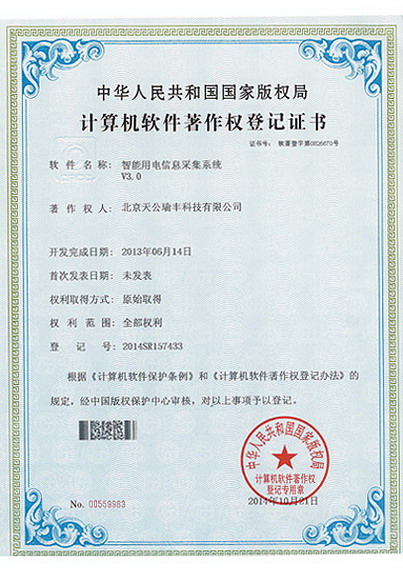 中华人民共和国国家版权局
计算机软件著作权登记证书
证书号： 软著登字第0826670号
软件名称： 智能用电信息采集系统
V3.0
著作权人： 北京天公瑜丰科技有限公司
开发完成日期： 2013年06月14日
首次发表日期： 未发表
权利取得方式： 原始取得
权利范围： 全部权利
登记号： 2014SR157433
根据《计算机软件保护条例》和《计算机软件著作权登记办法》的
规定，经中国版权保护中心审核，对以上事项予以登记。
中华人民共和国国家版权局
计算机软件著作权
登记专用章
No. 00559983
2014年10月21日